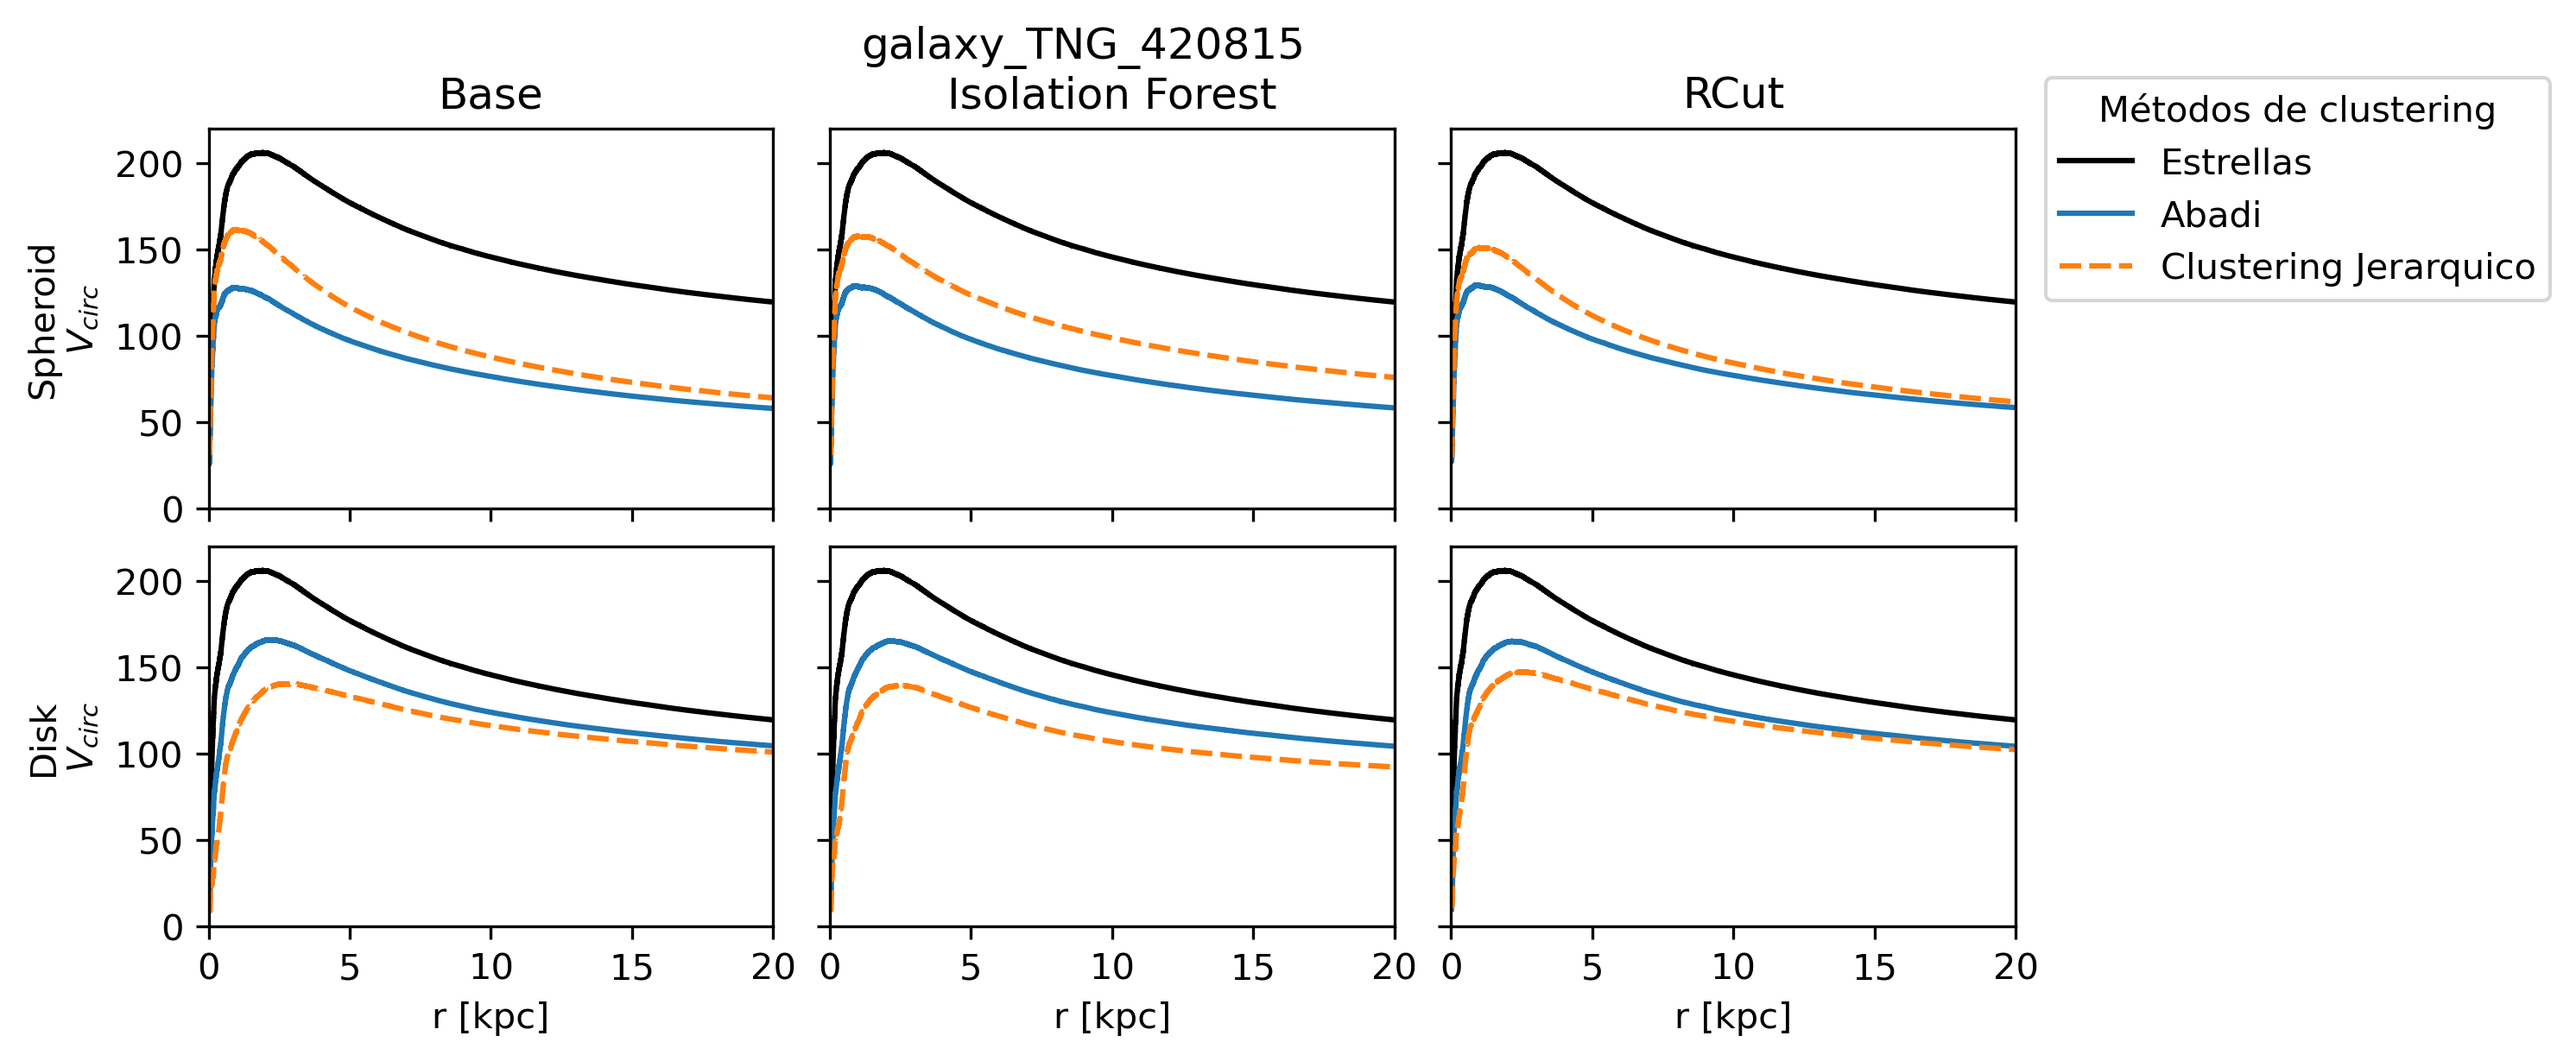 galaxy_TNG_420815
Base
Isolation Forest
RCut
Métodos de clustering
Estrellas
Abadi
Clustering Jerarquico
Spheroid
V_circ
200
150
100
50
0
Disk
V_circ
200
150
100
50
0
0 5 10 15 20
0 5 10 15 20
0 5 10 15 20
r [kpc]
r [kpc]
r [kpc]